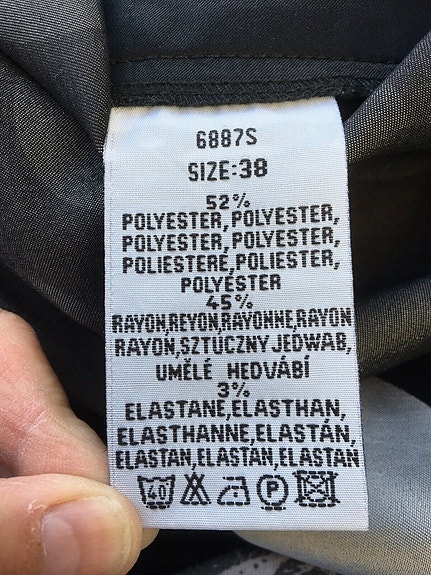 6887S
SIZE:38
52%
POLYESTER,POLYESTER,
POLYESTER,POLYESTER,
POLIESTERE,POLIESTER,
POLYESTER
45%
RAYON,REYON,RAYONNE,RAYON
RAYON,SZTUCZNY JEDWAB,
UMĚLÉ HEDVÁBÍ
3%
ELASTANE,ELASTHAN,
ELASTHANNE,ELASTÁN,
ELASTAN,ELASTAN,ELASTAN
40 P